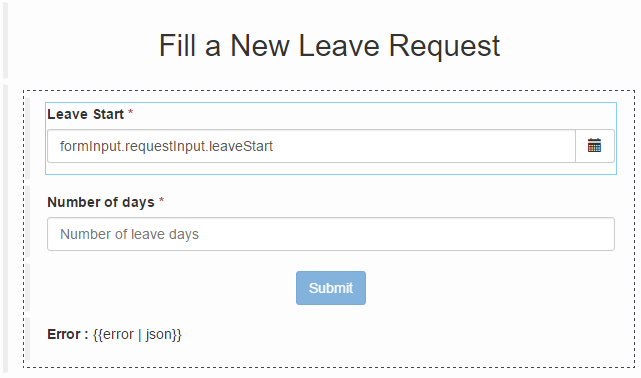 Fill a New Leave Request
Leave Start *
formInput.requestInput.leaveStart
Number of days *
Number of leave days
Submit
Error : {{error | json}}